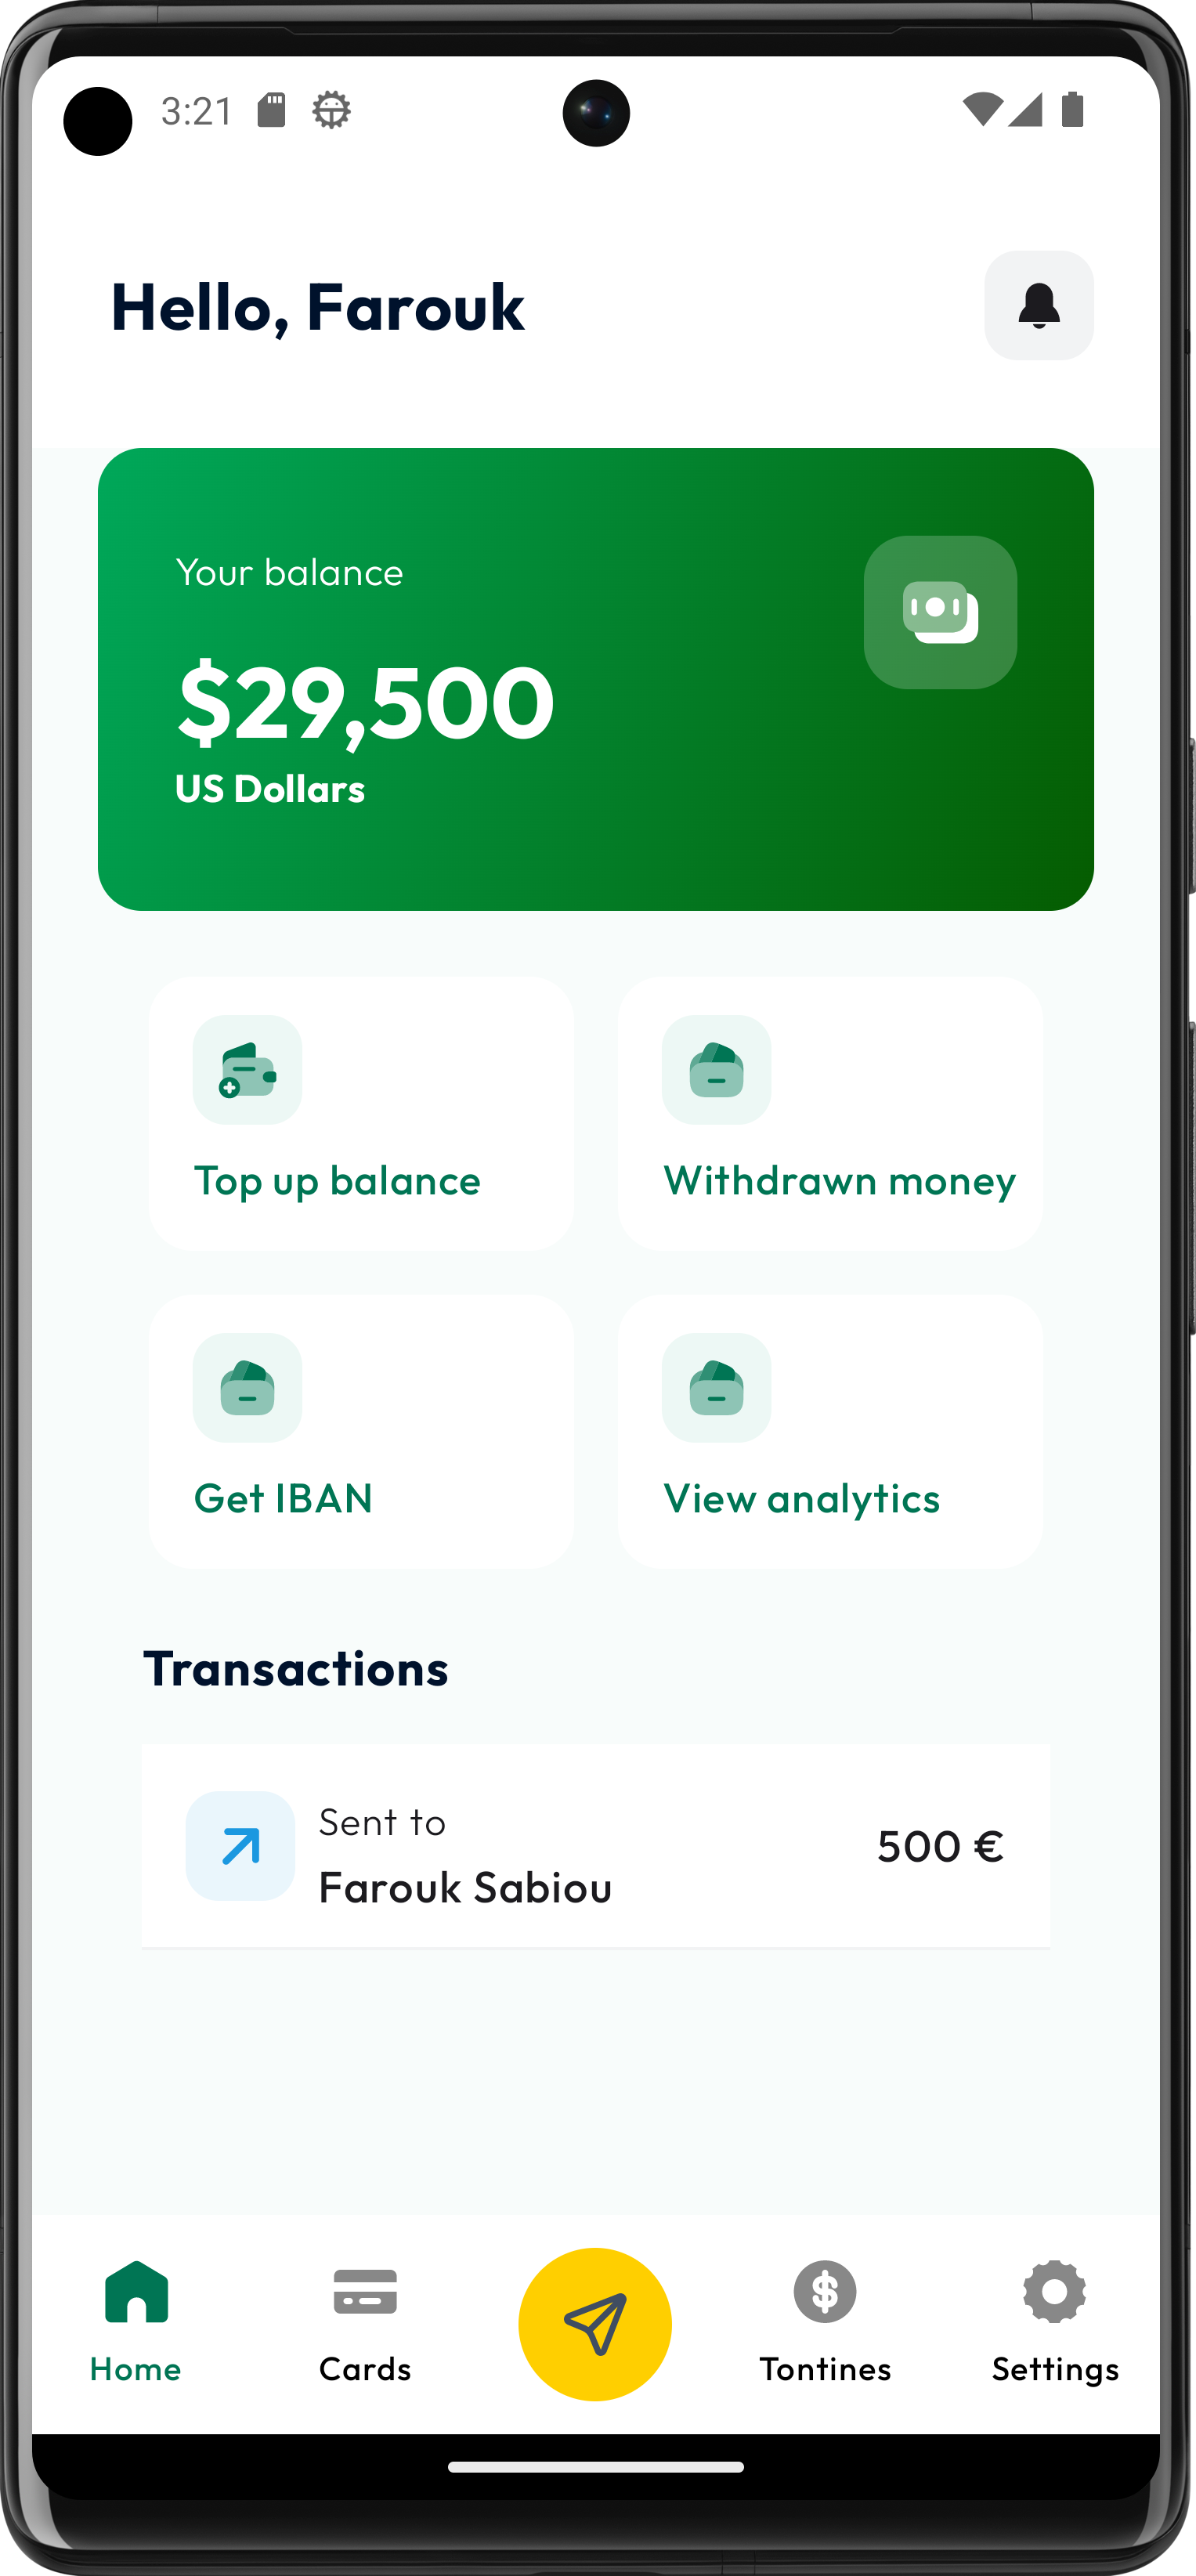 3:21
Hello, Farouk
Your balance
$29,500
US Dollars
Top up balance
Withdrawn money
Get IBAN
View analytics
Transactions
Sent to
500 €
Farouk Sabiou
Home
Cards
Tontines
Settings